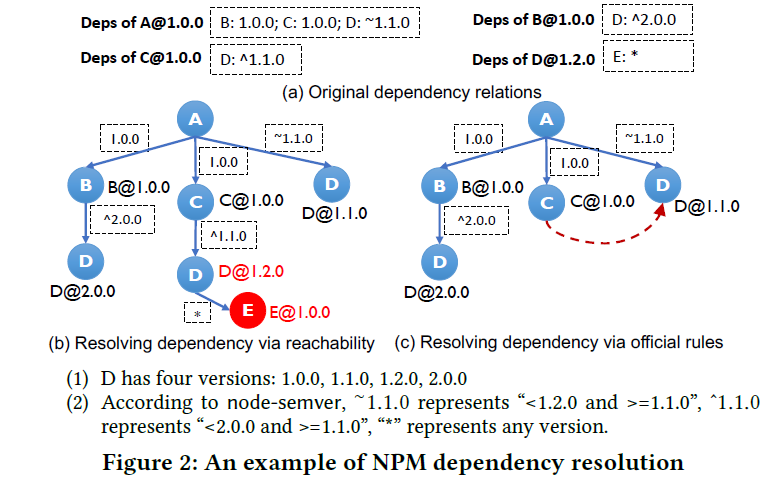 Deps of A@1.0.0 B: 1.0.0; C: 1.0.0; D: ~1.1.0 Deps of B@1.0.0 D: ^2.0.0
Deps of C@1.0.0 D: ^1.1.0 Deps of D@1.2.0 E: *
(a) Original dependency relations
A
1.0.0
1.0.0
~1.1.0
B B@1.0.0
C C@1.0.0
D
D@1.1.0
^2.0.0
^1.1.0
D
D@2.0.0
D D@1.2.0
*
E E@1.0.0
(b) Resolving dependency via reachability
A
1.0.0
1.0.0
~1.1.0
B B@1.0.0
C C@1.0.0
D
D@1.1.0
^2.0.0
D
D@2.0.0
(c) Resolving dependency via official rules
(1) D has four versions: 1.0.0, 1.1.0, 1.2.0, 2.0.0
(2) According to node-semver, ~1.1.0 represents “<1.2.0 and >=1.1.0”, ^1.1.0
represents “<2.0.0 and >=1.1.0”, “*” represents any version.
Figure 2: An example of NPM dependency resolution